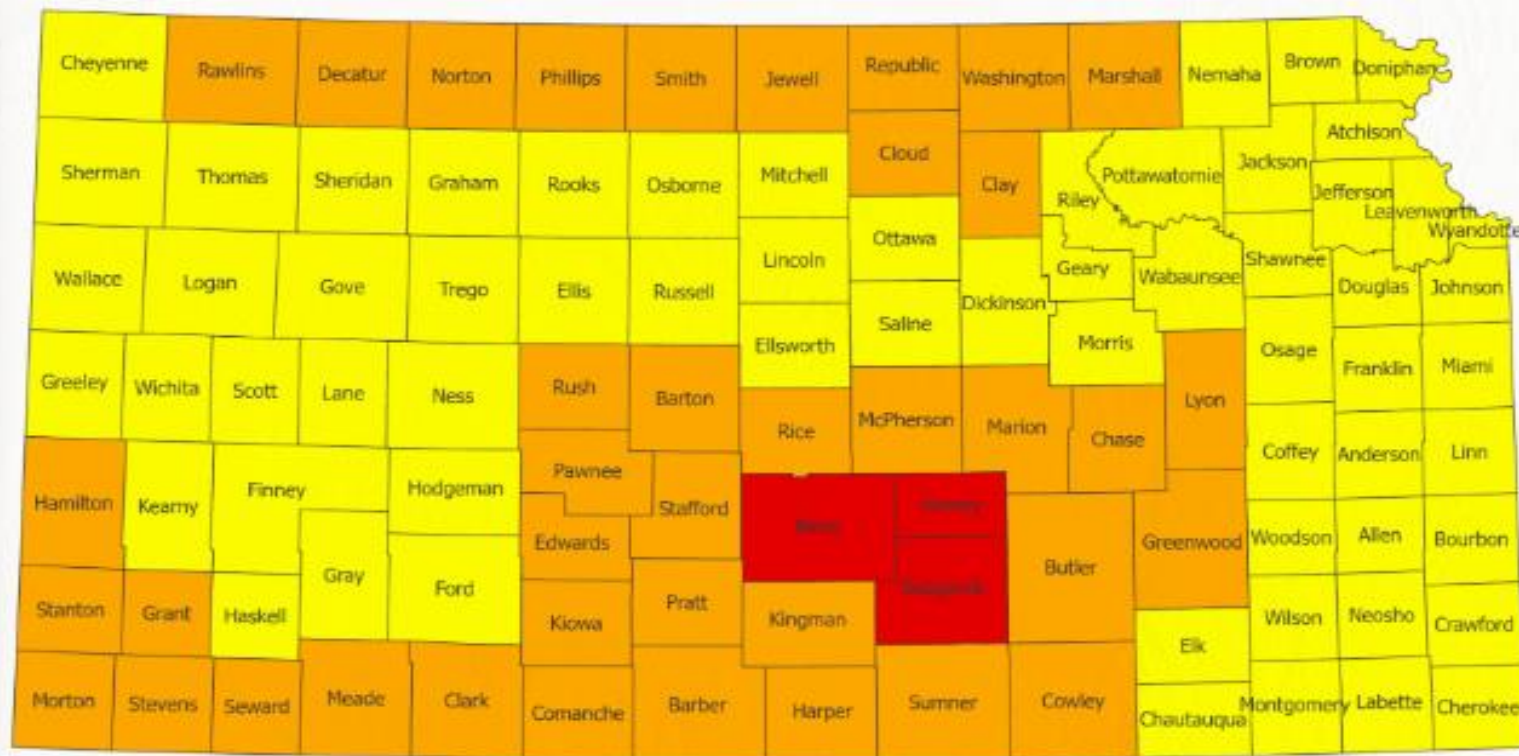 Cheyenne
Rawlins
Decatur
Norton
Phillips
Smith
Jewell
Republic
Washington
Marshall
Nemaha
Brown
Doniphan
Sherman
Thomas
Sheridan
Graham
Rooks
Osborne
Mitchell
Cloud
Clay
Riley
Pottawatomie
Jackson
Atchison
Jefferson
Leavenworth
Wyandotte
Wallace
Logan
Gove
Trego
Ellis
Russell
Lincoln
Ottawa
Saline
Dickinson
Geary
Wabaunsee
Shawnee
Douglas
Johnson
Greeley
Wichita
Scott
Lane
Ness
Rush
Barton
Ellsworth
Rice
McPherson
Marion
Morris
Chase
Lyon
Osage
Franklin
Miami
Coffey
Anderson
Linn
Hamilton
Kearny
Finney
Hodgeman
Pawnee
Stafford
Edwards
Reno
Harvey
Sedgwick
Butler
Greenwood
Woodson
Allen
Bourbon
Stanton
Grant
Haskell
Gray
Ford
Kiowa
Pratt
Kingman
Elk
Wilson
Neosho
Crawford
Morton
Stevens
Seward
Meade
Clark
Comanche
Barber
Harper
Sumner
Cowley
Chautauqua
Montgomery
Labette
Cherokee